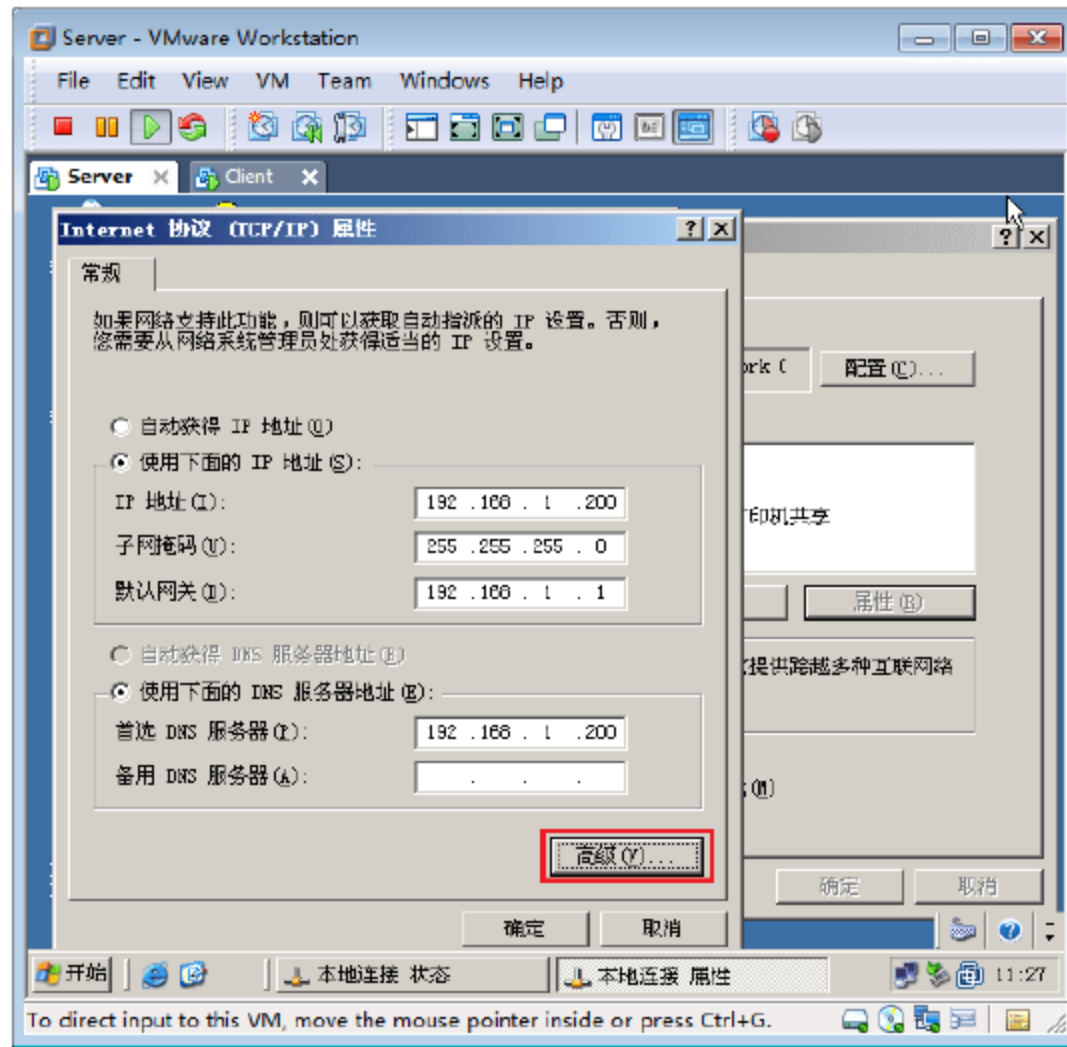 Server - VMware Workstation
File Edit View VM Team Windows Help
Server Client
Internet 协议 (TCP/IP) 属性
常规
如果网络支持此功能，则可以获取自动指派的 IP 设置。否则，
您需要从网络系统管理员处获得适当的 IP 设置。
自动获得 IP 地址(O)
使用下面的 IP 地址(S):
IP 地址(I): 192 .168 . 1 .200
子网掩码(U): 255 .255 .255 . 0
默认网关(D): 192 .168 . 1 . 1
自动获得 DNS 服务器地址(B)
使用下面的 DNS 服务器地址(E):
首选 DNS 服务器(P): 192 .168 . 1 .200
备用 DNS 服务器(A): . . .
高级(V)...
确定 取消
ork C 配置(C)...
印机共享
属性(R)
提供跨越多种互联网络
(M)
确定 取消
开始 本地连接 状态 本地连接 属性 11:27
To direct input to this VM, move the mouse pointer inside or press Ctrl+G.